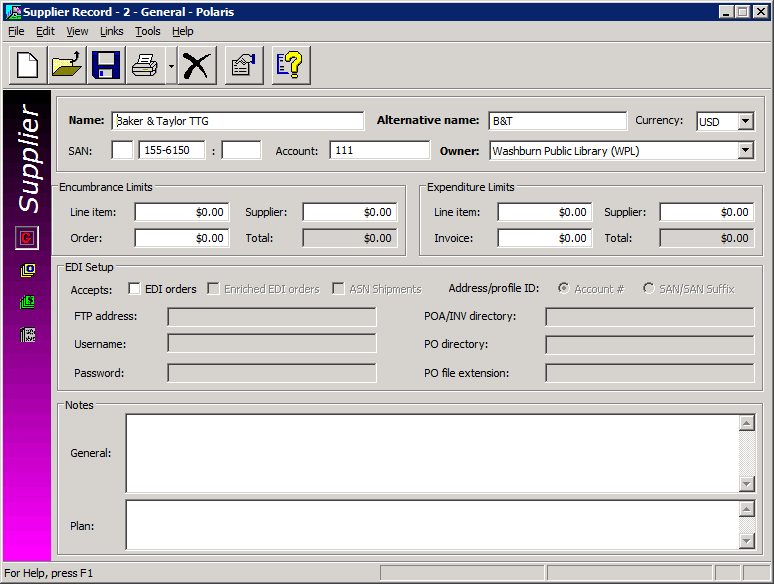 Supplier Record - 2 - General - Polaris
File Edit View Links Tools Help
Supplier
Name: Baker & Taylor TTG Alternative name: B&T Currency: USD
SAN: 155-6150 : Account: 111 Owner: Washburn Public Library (WPL)
Encumbrance Limits Expenditure Limits
Line item: $0.00 Supplier: $0.00 Line item: $0.00 Supplier: $0.00
Order: $0.00 Total: $0.00 Invoice: $0.00 Total: $0.00
EDI Setup
Accepts: EDI orders Enriched EDI orders ASN Shipments Address/profile ID: Account # SAN/SAN Suffix
FTP address: POA/INV directory:
Username: PO directory:
Password: PO file extension:
Notes
General:
Plan:
For Help, press F1